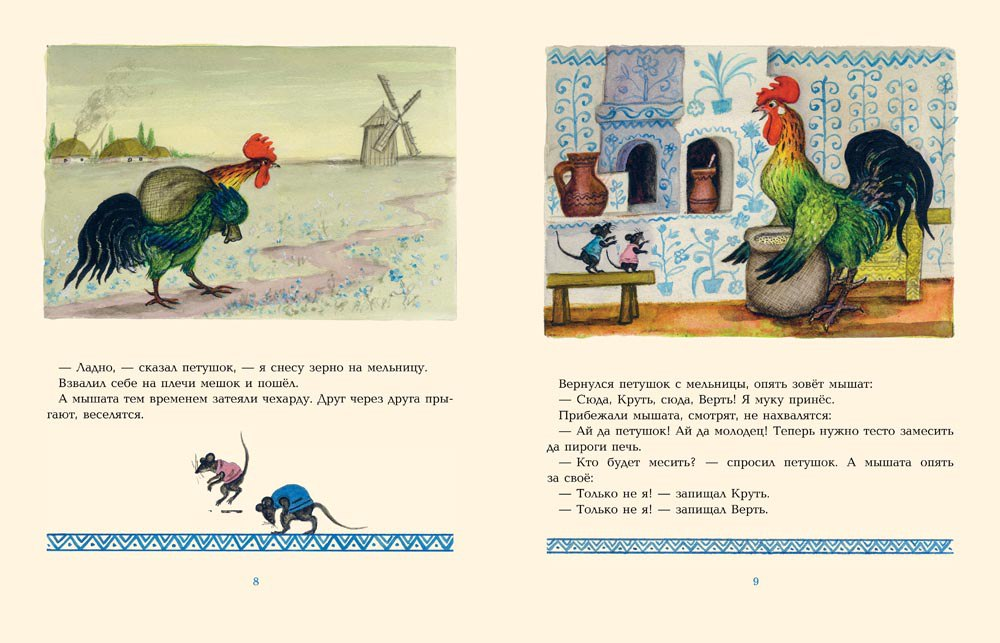 — Ладно, — сказал петушок, — я снесу зерно на мельницу.
Взвалил себе на плечи мешок и пошёл.
А мышата тем временем затеяли чехарду. Друг через друга пры-
гают, веселятся.
8
Вернулся петушок с мельницы, опять зовёт мышат:
— Сюда, Круть, сюда, Верть! Я муку принёс.
Прибежали мышата, смотрят, не нахвалятся:
— Ай да петушок! Ай да молодец! Теперь нужно тесто замесить
да пироги печь.
— Кто будет месить? — спросил петушок. А мышата опять
за своё:
— Только не я! — запищал Круть.
— Только не я! — запищал Верть.
9